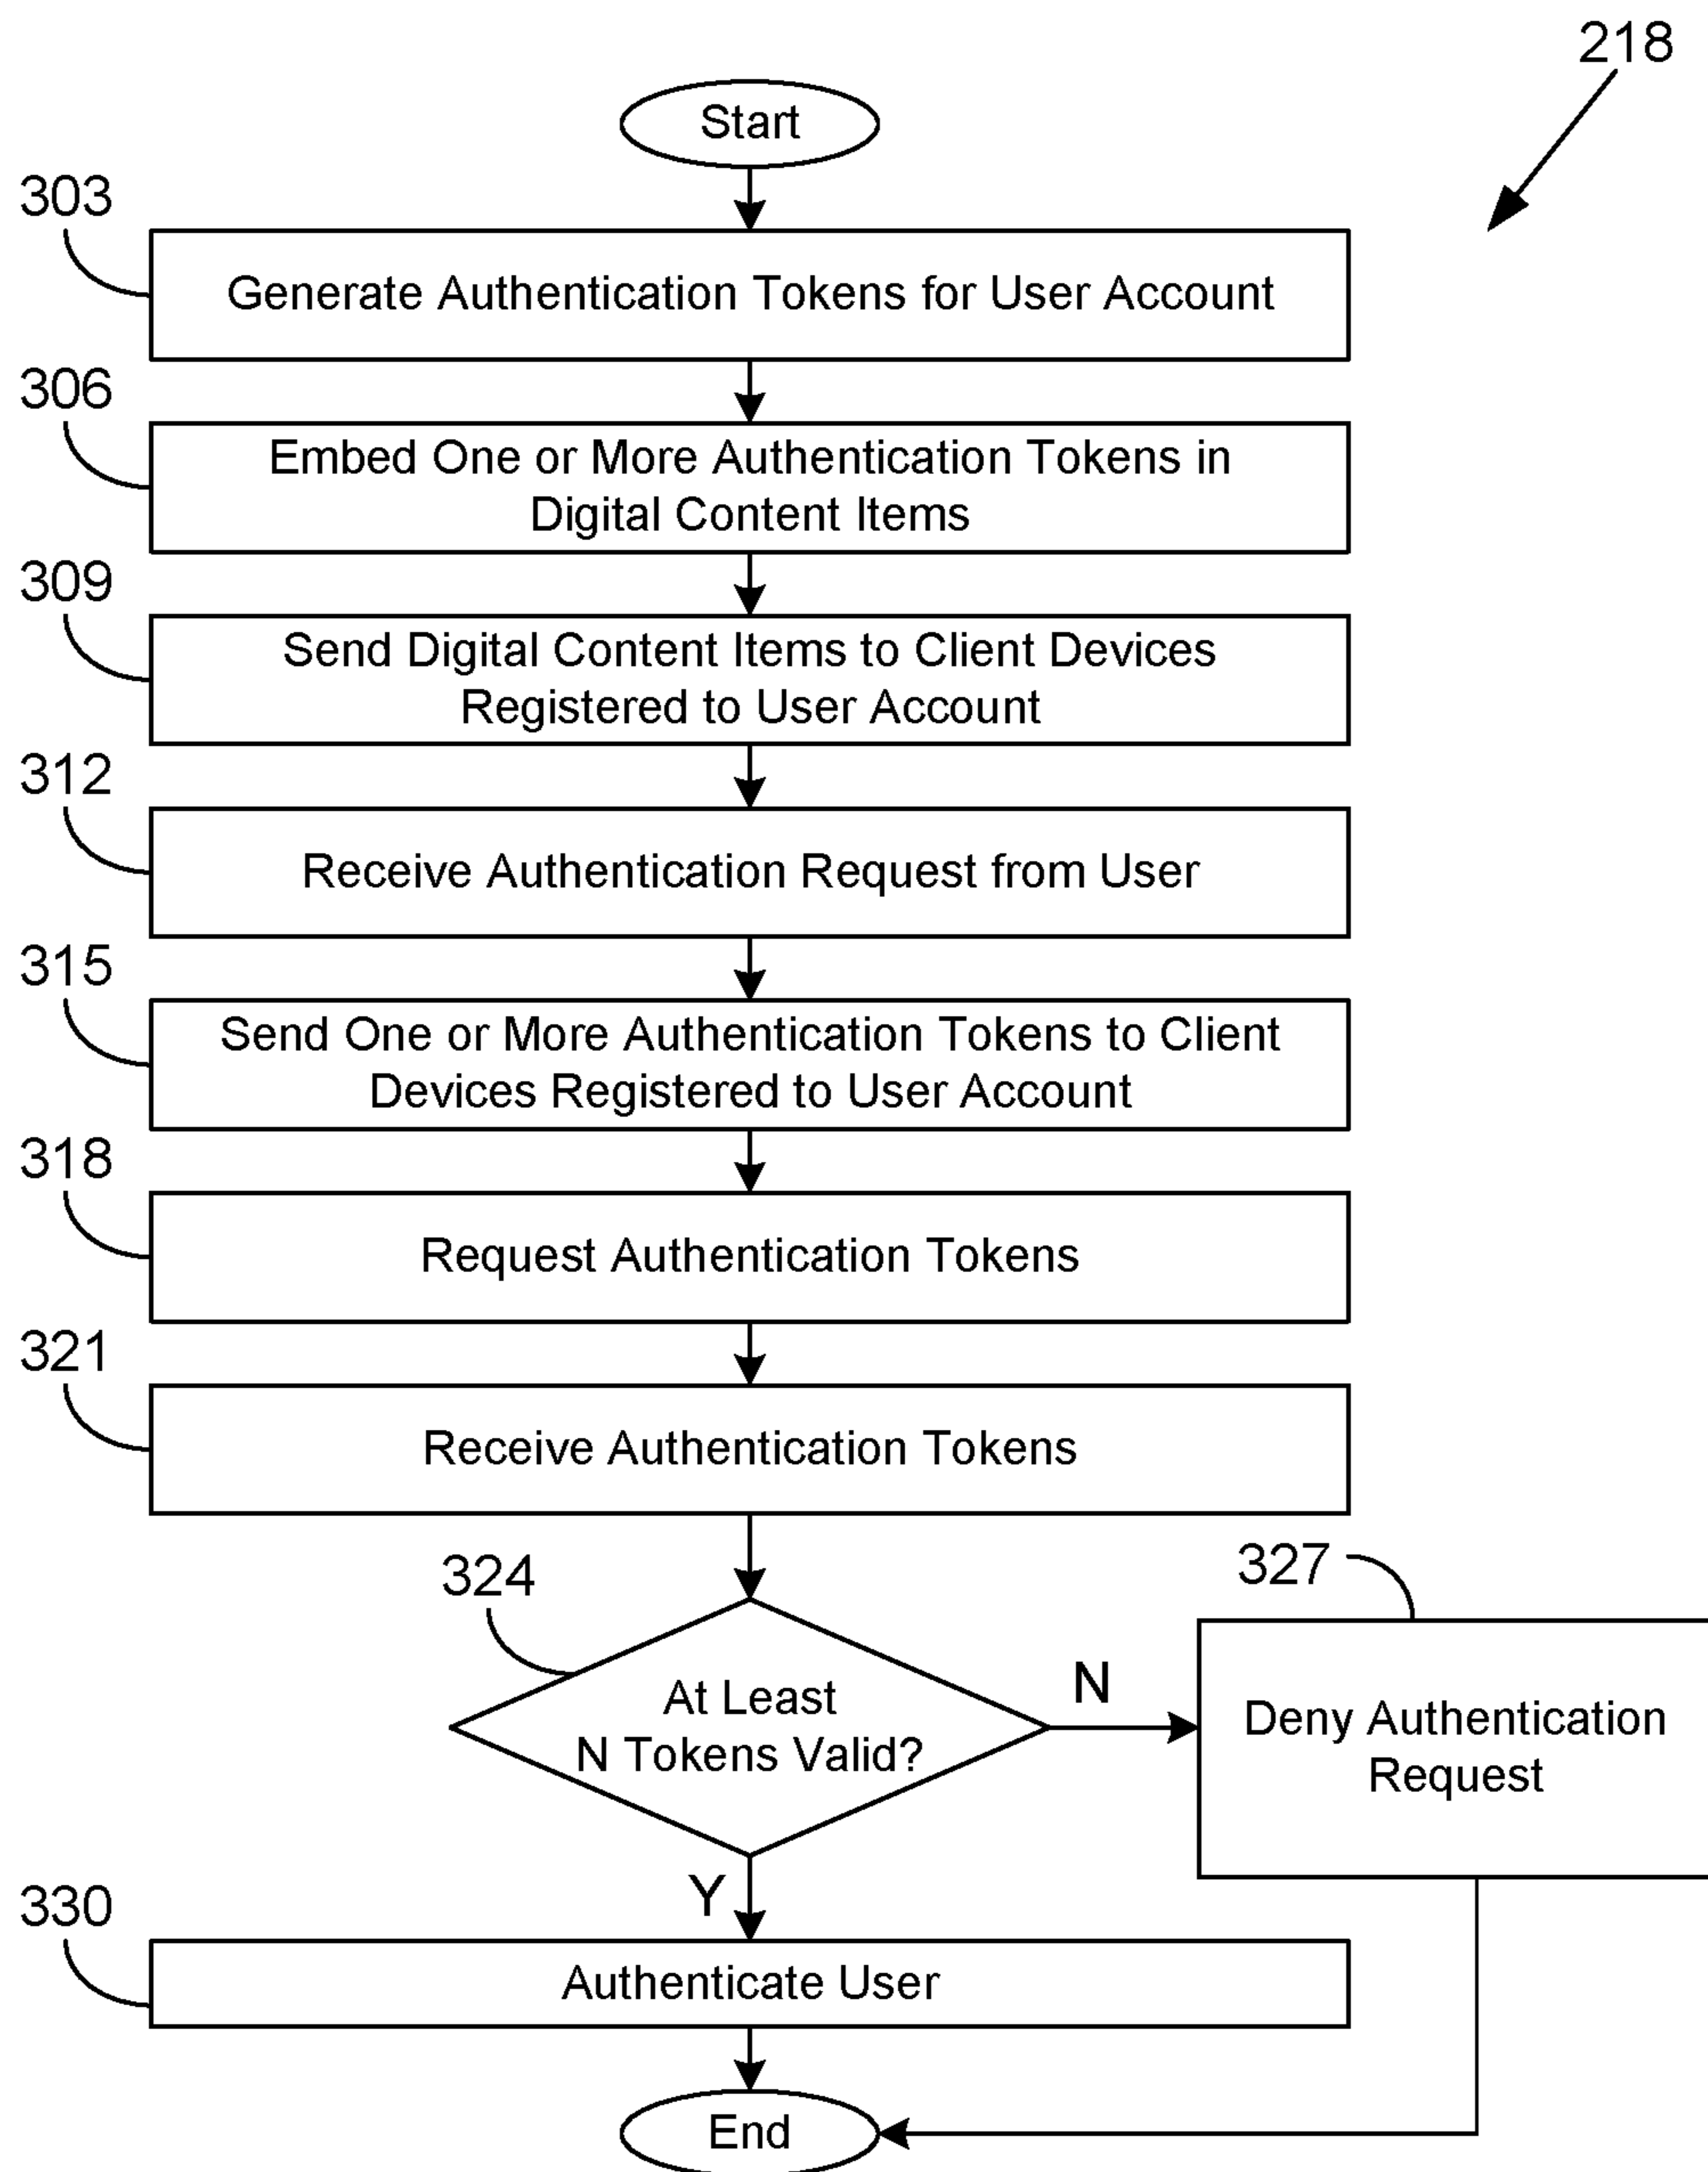 218
Start
303
Generate Authentication Tokens for User Account
306
Embed One or More Authentication Tokens in
Digital Content Items
309
Send Digital Content Items to Client Devices
Registered to User Account
312
Receive Authentication Request from User
315
Send One or More Authentication Tokens to Client
Devices Registered to User Account
318
Request Authentication Tokens
321
Receive Authentication Tokens
324
At Least
N Tokens Valid?
N
327
Deny Authentication
Request
Y
330
Authenticate User
End